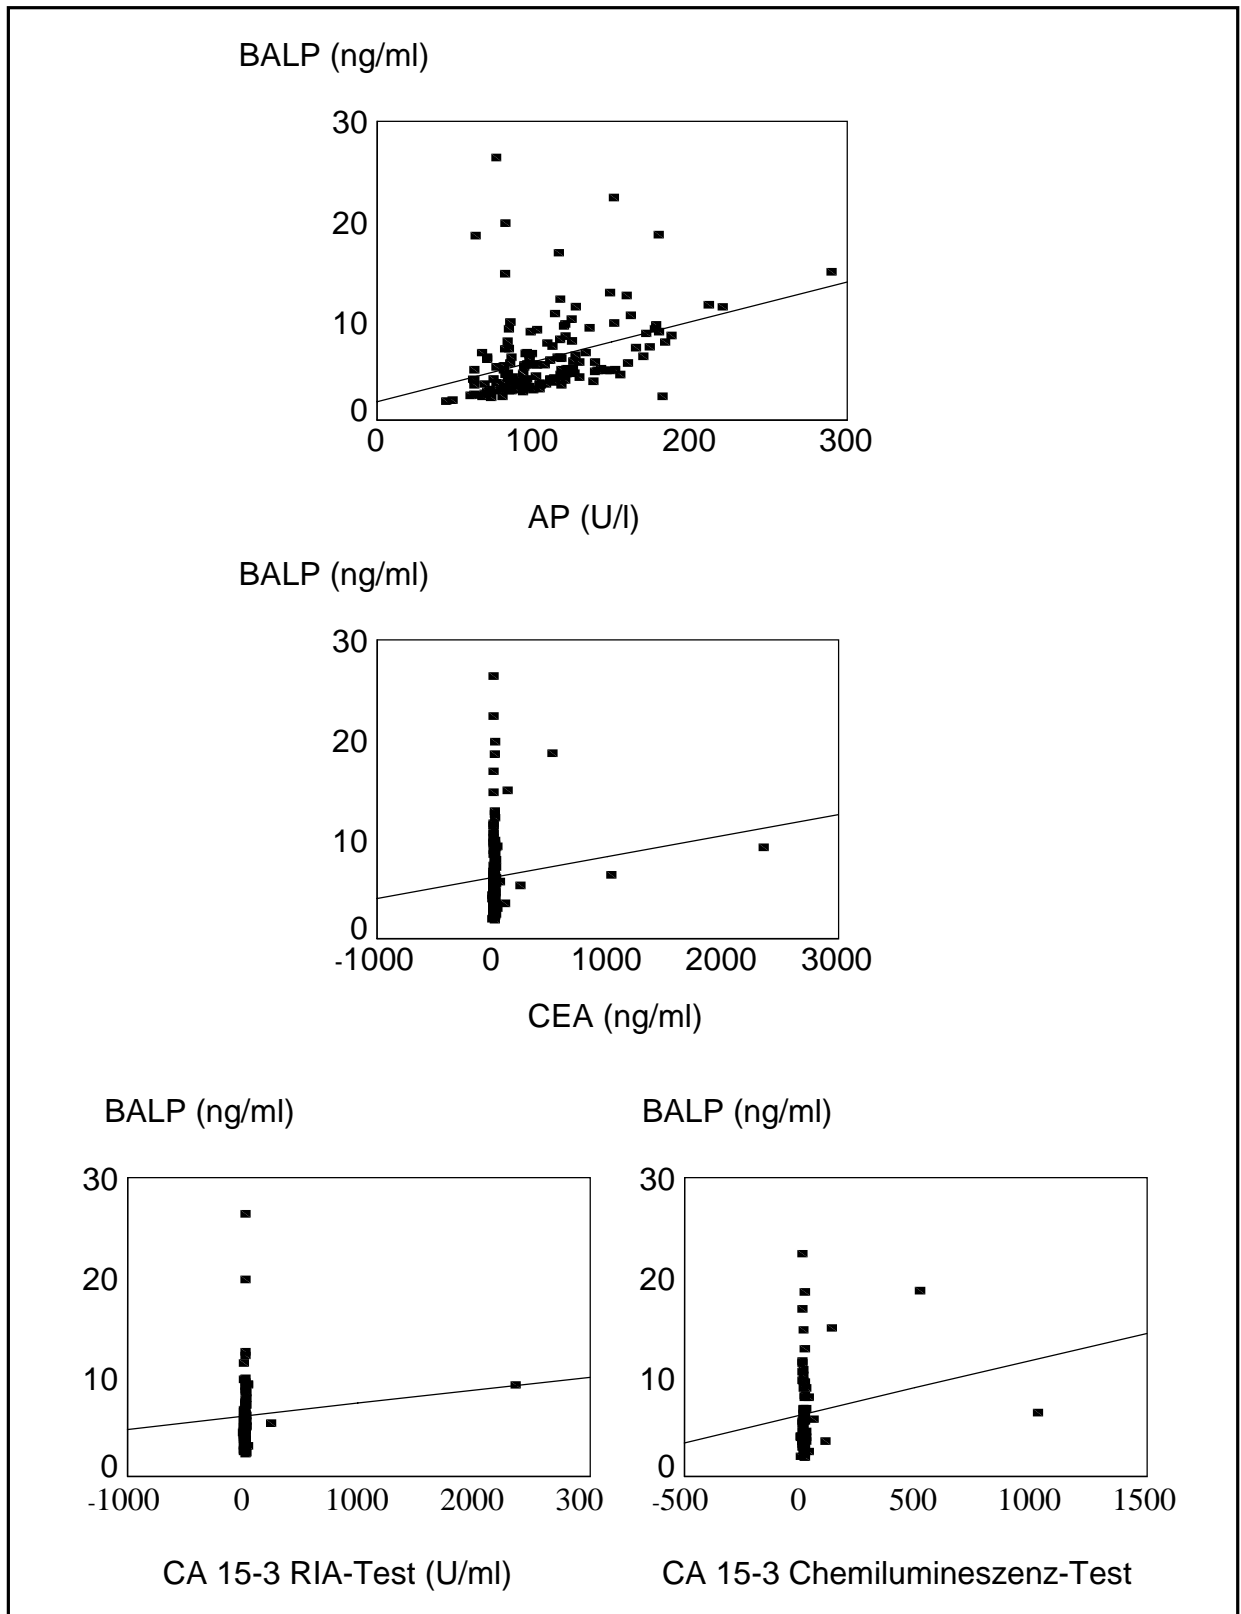 BALP (ng/ml)
30
20
10
0
0 100 200 300
AP (U/l)
BALP (ng/ml)
30
20
10
0
-1000 0 1000 2000 3000
CEA (ng/ml)
BALP (ng/ml)
30
20
10
0
-1000 0 1000 2000 300
CA 15-3 RIA-Test (U/ml)
BALP (ng/ml)
30
20
10
0
-500 0 500 1000 1500
CA 15-3 Chemilumineszenz-Test